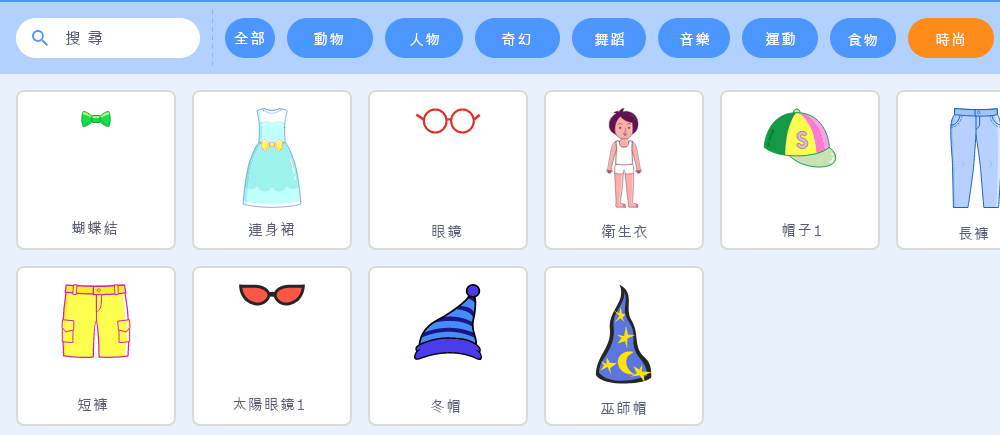 搜尋
全部
動物
人物
奇幻
舞蹈
音樂
運動
食物
時尚
蝴蝶結
連身裙
眼鏡
衛生衣
S
帽子1
長褲
短褲
太陽眼鏡1
冬帽
巫師帽